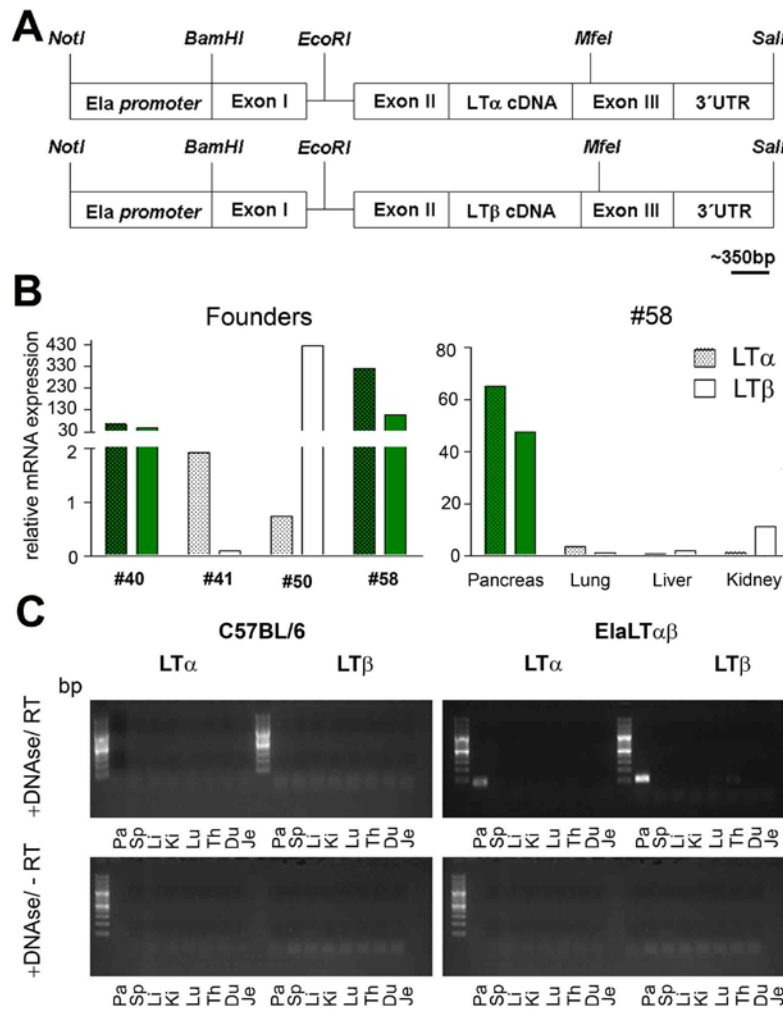 A
NotI BamHI EcoRI MfeI SalI
Ela promoter Exon I Exon II LTα cDNA Exon III 3´UTR
NotI BamHI EcoRI MfeI SalI
Ela promoter Exon I Exon II LTβ cDNA Exon III 3´UTR
~350bp
B
Founders
relative mRNA expression
430
330
230
130
30
2
1
0
#40 #41 #50 #58
#58
80
60
40
20
0
LTα
LTβ
Pancreas Lung Liver Kidney
C
C57BL/6 ElaLTαβ
LTα LTβ LTα LTβ
bp
+DNAse/ RT
Pa Sp Li Ki Lu Th Du Je Pa Sp Li Ki Lu Th Du Je
Pa Sp Li Ki Lu Th Du Je Pa Sp Li Ki Lu Th Du Je
+DNAse/ - RT
Pa Sp Li Ki Lu Th Du Je Pa Sp Li Ki Lu Th Du Je
Pa Sp Li Ki Lu Th Du Je Pa Sp Li Ki Lu Th Du Je